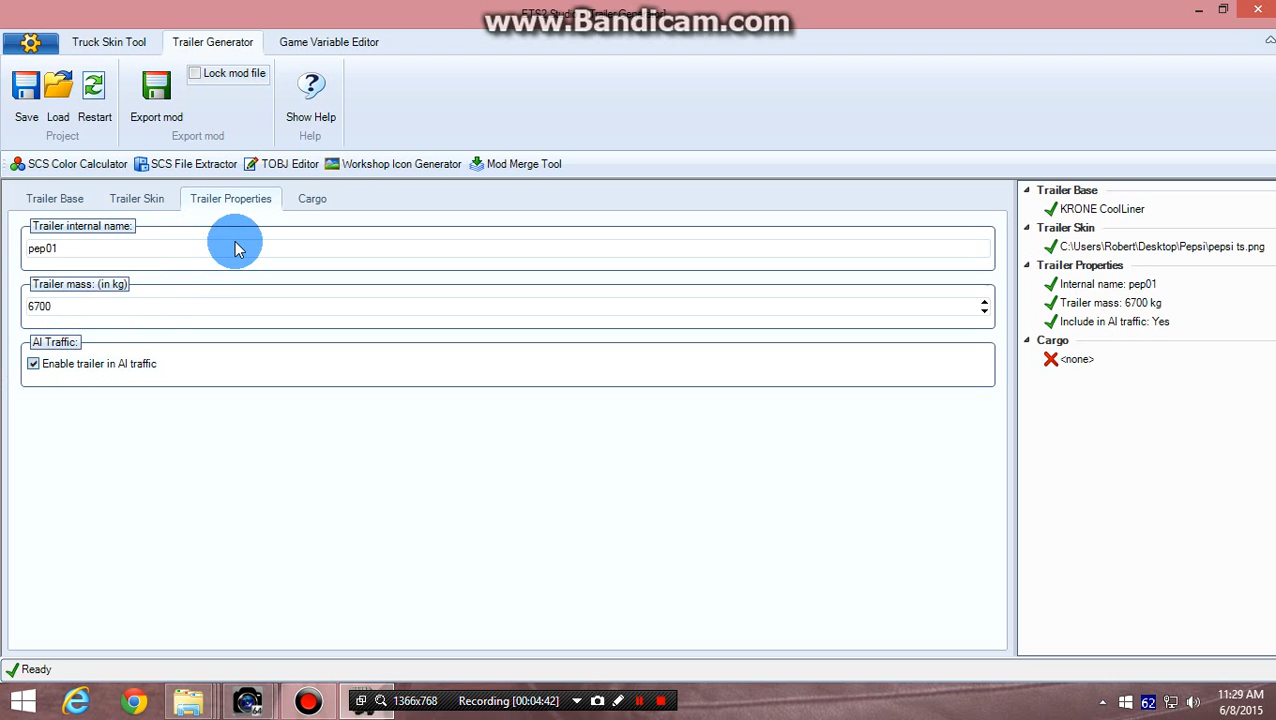 www.Bandicam.com
Truck Skin Tool
Trailer Generator
Game Variable Editor
Save
Load
Restart
Project
Export mod
Lock mod file
Export mod
Show Help
Help
SCS Color Calculator
SCS File Extractor
TOBJ Editor
Workshop Icon Generator
Mod Merge Tool
Trailer Base
Trailer Skin
Trailer Properties
Cargo
Trailer internal name:
pep01
Trailer mass: (in kg)
6700
AI Traffic:
Enable trailer in AI traffic
Trailer Base
KRONE CoolLiner
Trailer Skin
C:\Users\Robert\Desktop\Pepsi\pepsi ts.png
Trailer Properties
Internal name: pep01
Trailer mass: 6700 kg
Include in AI traffic: Yes
Cargo
<none>
Ready
64
1366x768
Recording [00:04:42]
62
11:29 AM
6/8/2015